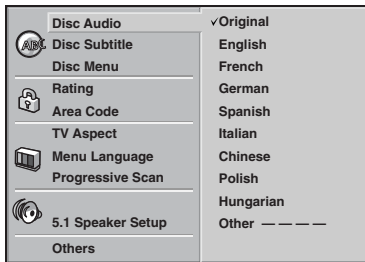 Disc Audio
ABC
Disc Subtitle
Disc Menu
Rating
Area Code
TV Aspect
Menu Language
Progressive Scan
5.1 Speaker Setup
Others
✓Original
English
French
German
Spanish
Italian
Chinese
Polish
Hungarian
Other — — — —